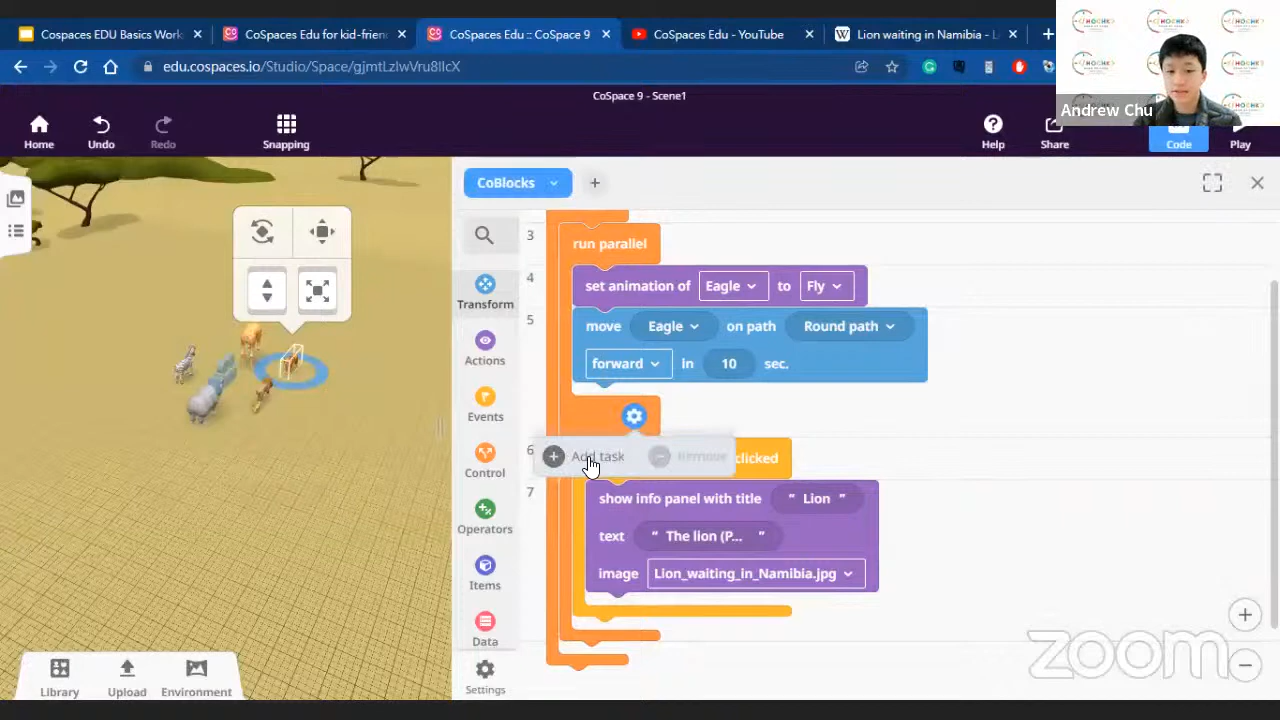 Cospaces EDU Basics Work
CoSpaces Edu for kid-frien
CoSpaces Edu :: CoSpace 9
CoSpaces Edu - YouTube
Lion waiting in Namibia - L
edu.cospaces.io/Studio/Space/gjmtLzlwVru8llcX
Andrew Chu
CoSpace 9 - Scene1
Home
Undo
Redo
Snapping
Help
Share
Code
Play
CoBlocks
Transform
Actions
Events
Control
Operators
Items
Data
Settings
3
run parallel
4
set animation of Eagle to Fly
5
move Eagle on path Round path
forward in 10 sec.
Add task
Remove
6
clicked
7
show info panel with title “ Lion ”
text “ The lion (P... ”
image Lion_waiting_in_Namibia.jpg
Library
Upload
Environment
zoom